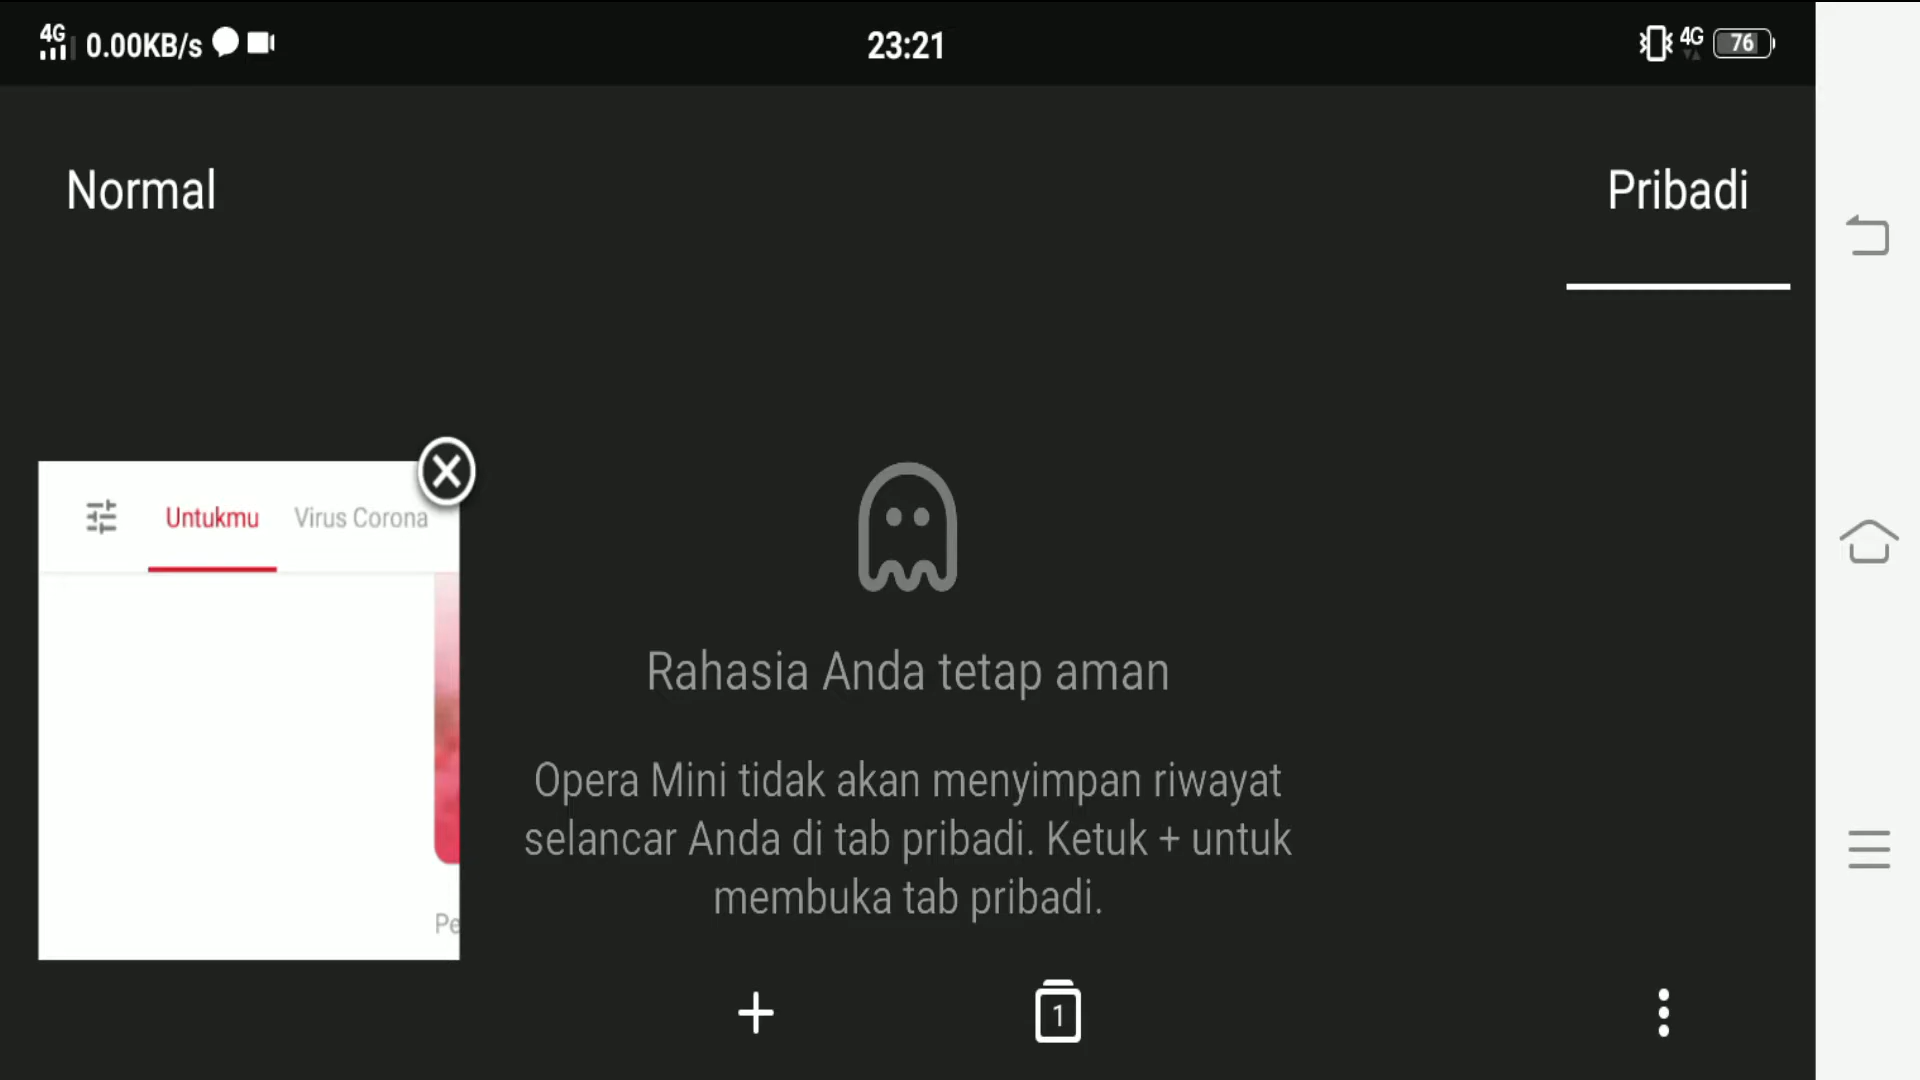 4G 0.00KB/s 23:21 4G 76
Normal Pribadi
Untukmu Virus Corona
Pe
Rahasia Anda tetap aman
Opera Mini tidak akan menyimpan riwayat
selancar Anda di tab pribadi. Ketuk + untuk
membuka tab pribadi.
1